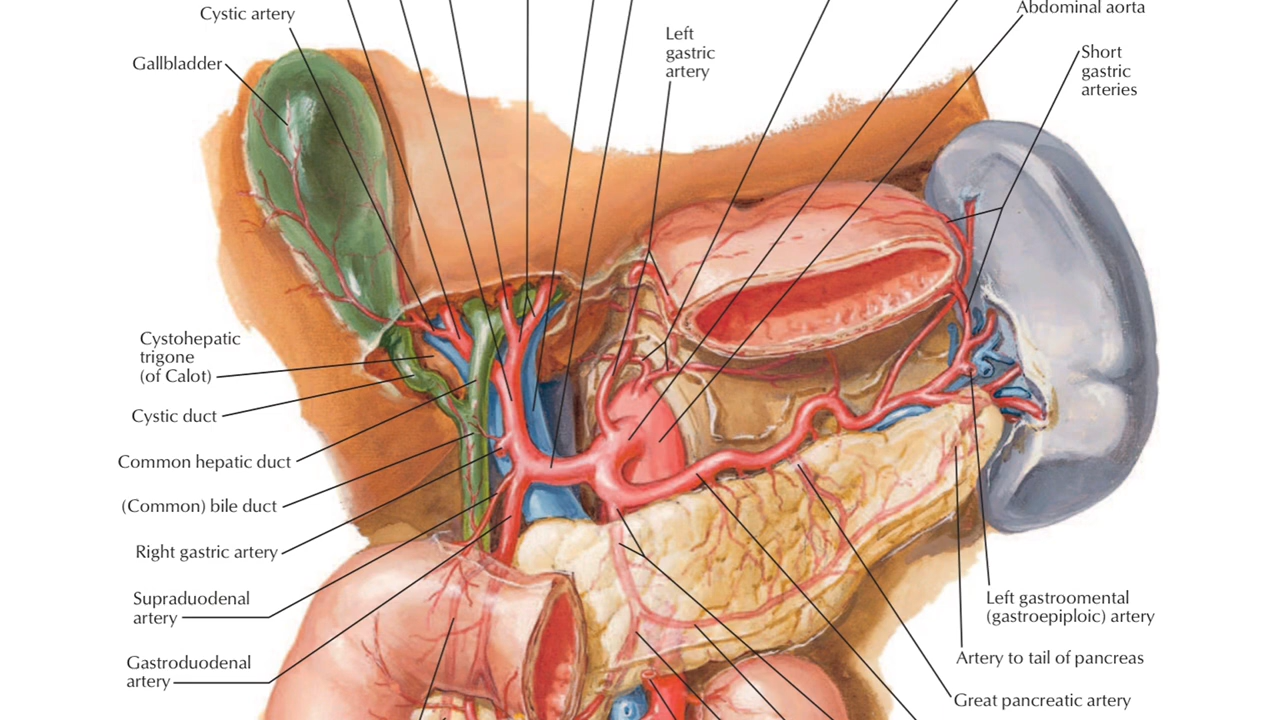 Cystic artery
Abdominal aorta
Gallbladder
Left
gastric
artery
Short
gastric
arteries
Cystohepatic
trigone
(of Calot)
Cystic duct
Common hepatic duct
(Common) bile duct
Right gastric artery
Supraduodenal
artery
Gastroduodenal
artery
Left gastroomental
(gastroepiploic) artery
Artery to tail of pancreas
Great pancreatic artery